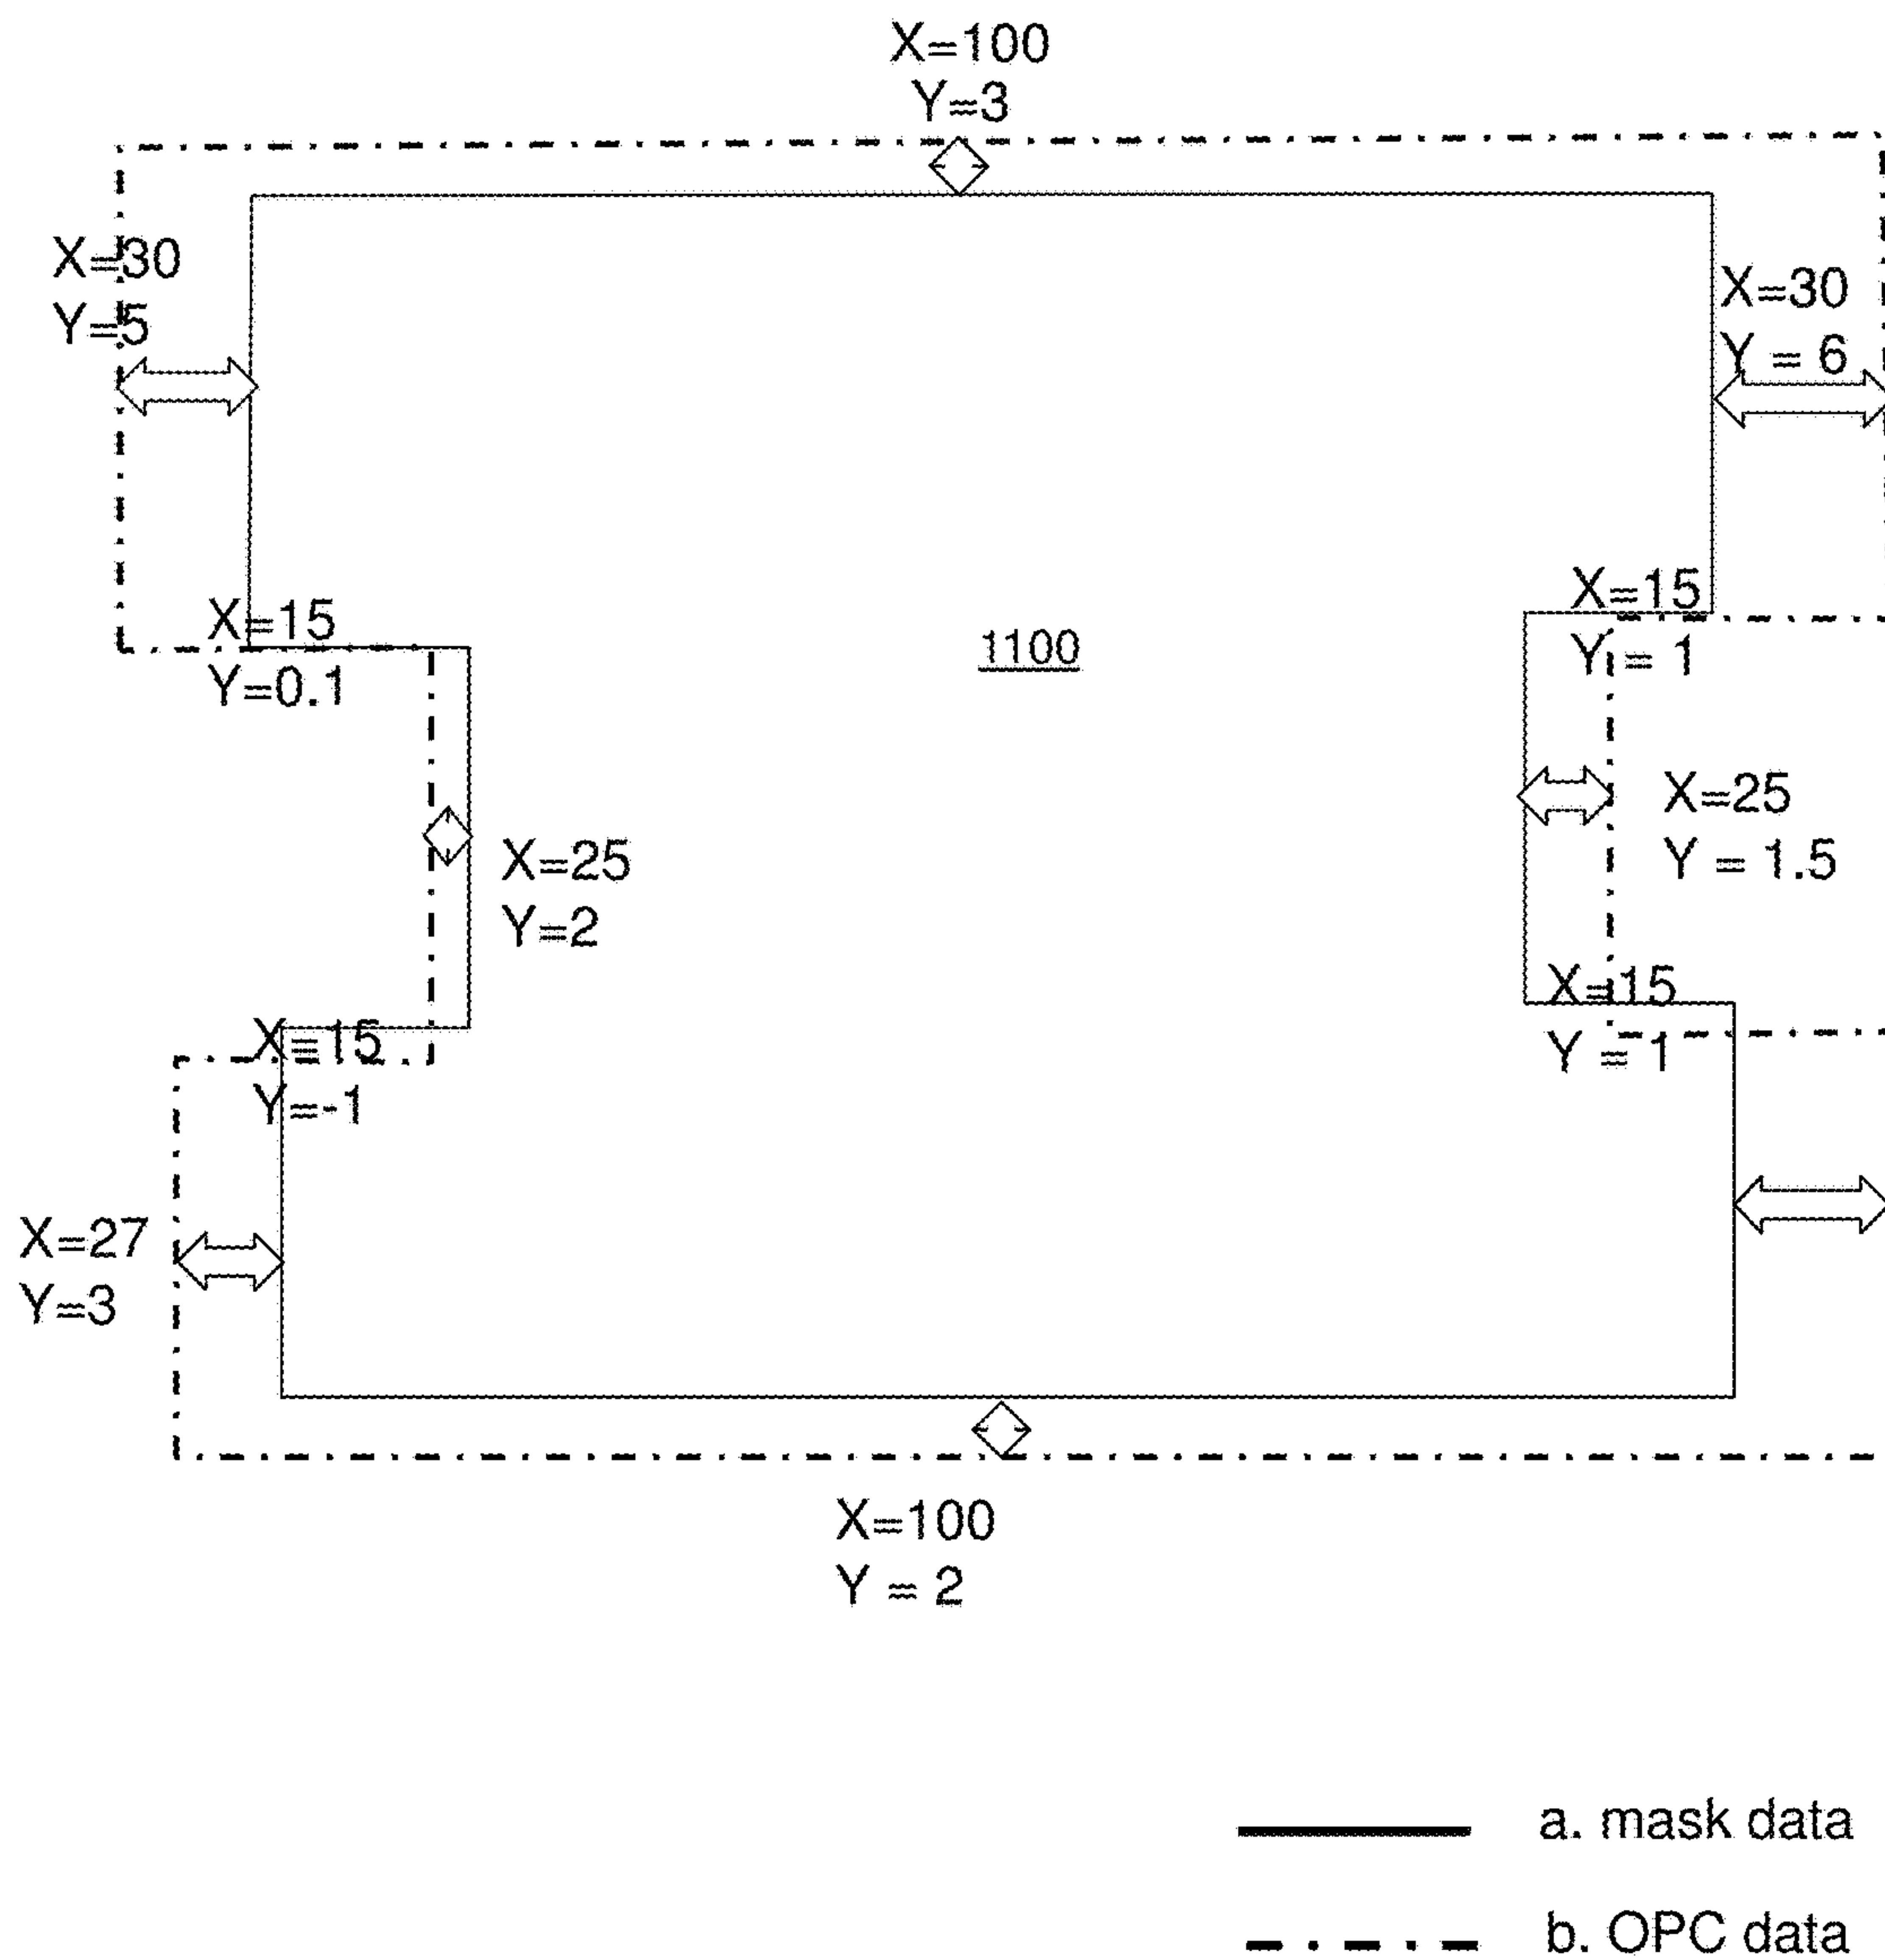 X=100
Y=3
X=30
Y=5
X=30
Y = 6
X=15
Y=0.1
1100
X=15
Y = 1
X=25
Y=2
X=25
Y = 1.5
X=15
Y=-1
X=15
Y = 1
X=27
Y=3
X=100
Y = 2
a. mask data
b. OPC data